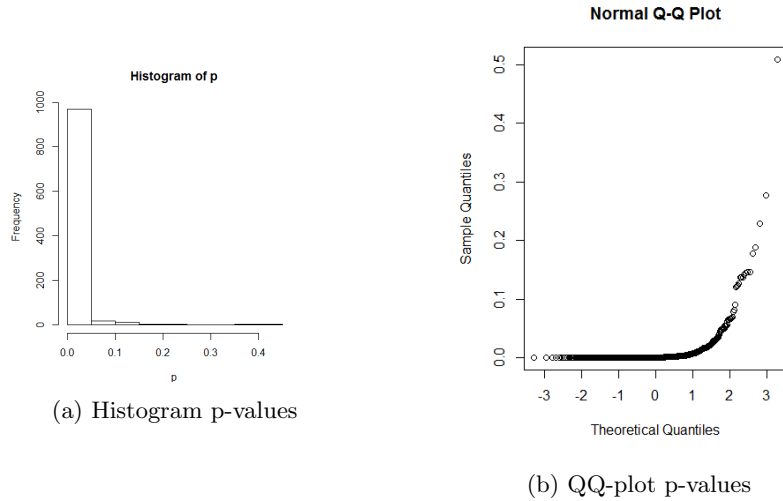 Histogram of p
Frequency
0 200 400 600 800 1000
0.0 0.1 0.2 0.3 0.4
p
(a) Histogram p-values
Normal Q-Q Plot
Sample Quantiles
0.0 0.1 0.2 0.3 0.4 0.5
-3 -2 -1 0 1 2 3
Theoretical Quantiles
(b) QQ-plot p-values